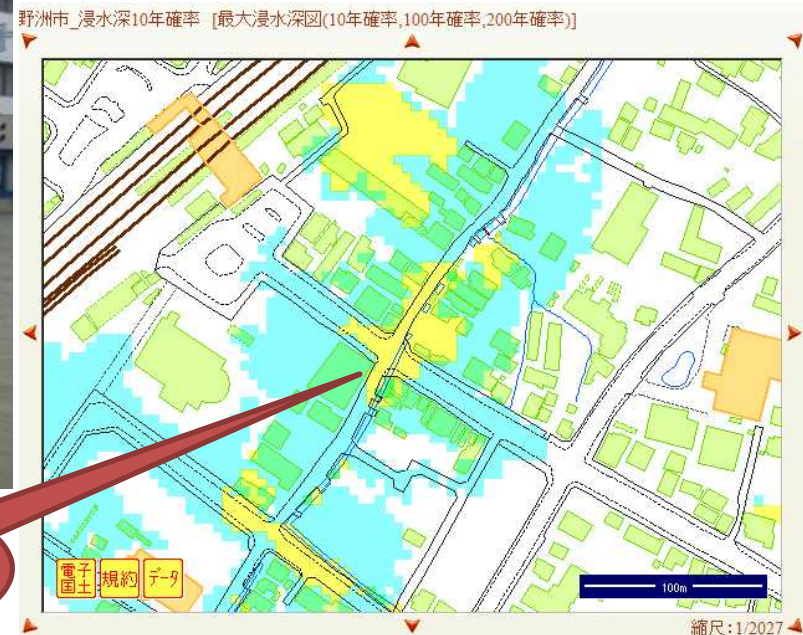 野洲市_浸水深10年確率 [最大浸水深図(10年確率,100年確率,200年確率)]
電子国土
規約
データ
100m
縮尺:1/2027